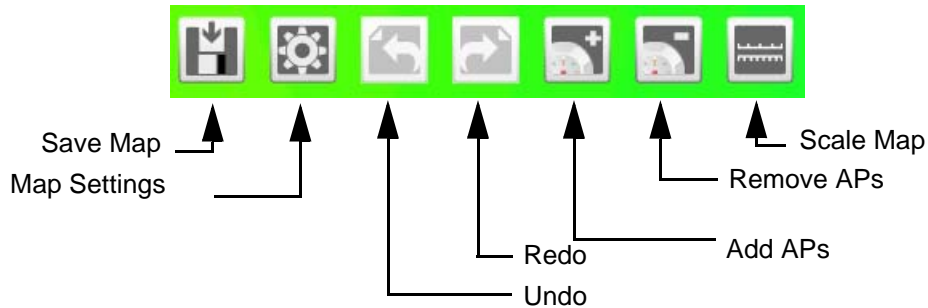 Save Map
Scale Map
Map Settings
Remove APs
Redo
Add APs
Undo